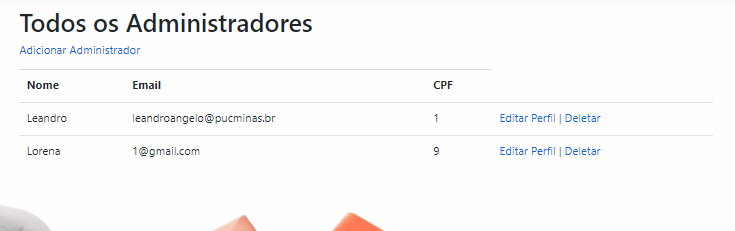 Todos os Administradores
Adicionar Administrador
Nome Email CPF
Leandro leandroangelo@pucminas.br 1 Editar Perfil | Deletar
Lorena 1@gmail.com 9 Editar Perfil | Deletar